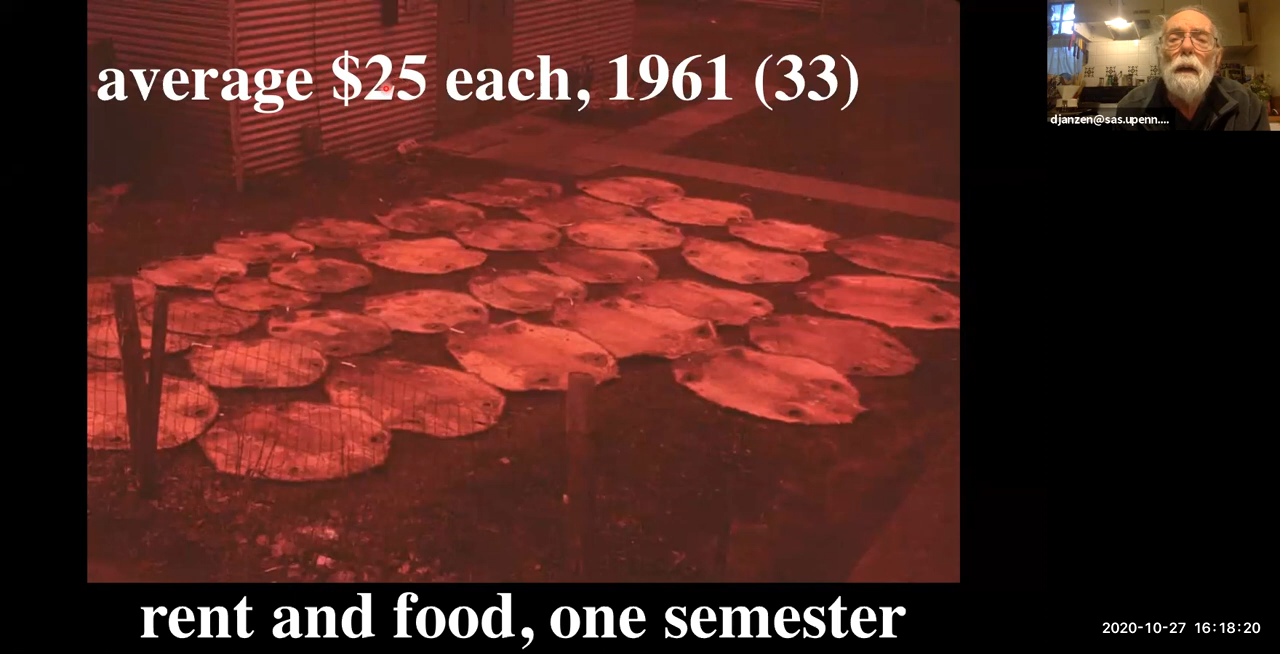 average $25 each, 1961 (33)
djanzen@sas.upenn....
rent and food, one semester
2020-10-27 16:18:20